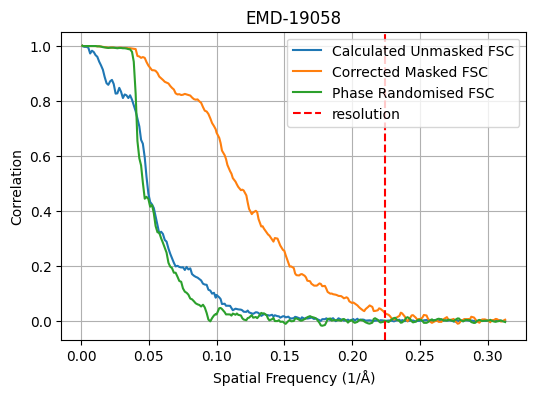 EMD-19058
Calculated Unmasked FSC
Corrected Masked FSC
Phase Randomised FSC
resolution
Correlation
1.0
0.8
0.6
0.4
0.2
0.0
0.00 0.05 0.10 0.15 0.20 0.25 0.30
Spatial Frequency (1/Å)